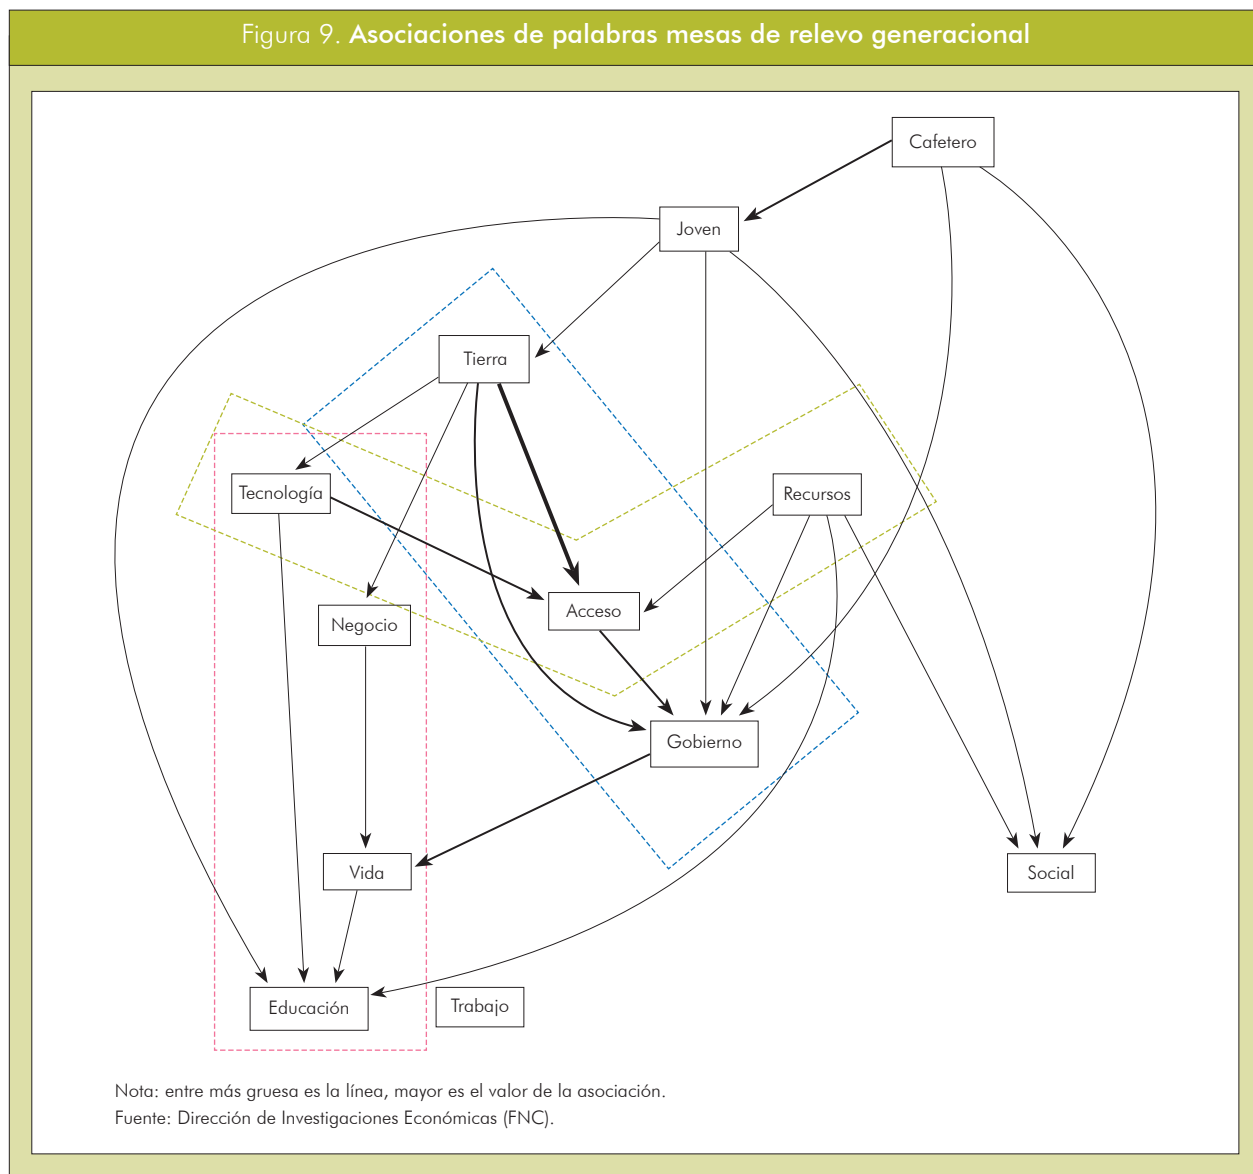 Figura 9. Asociaciones de palabras mesas de relevo generacional
Cafetero
Joven
Tierra
Tecnología
Recursos
Acceso
Negocio
Gobierno
Vida
Social
Educación
Trabajo
Nota: entre más gruesa es la línea, mayor es el valor de la asociación.
Fuente: Dirección de Investigaciones Económicas (FNC).